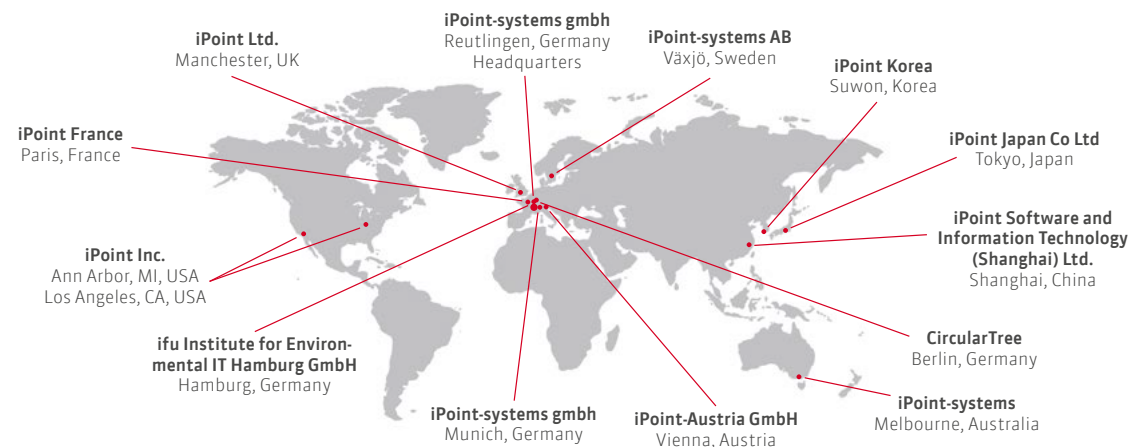 iPoint-systems gmbh
Reutlingen, Germany
Headquarters
iPoint Ltd.
Manchester, UK
iPoint-systems AB
Växjö, Sweden
iPoint Korea
Suwon, Korea
iPoint France
Paris, France
iPoint Japan Co Ltd
Tokyo, Japan
iPoint Software and
Information Technology
(Shanghai) Ltd.
Shanghai, China
iPoint Inc.
Ann Arbor, MI, USA
Los Angeles, CA, USA
ifu Institute for Environ-
mental IT Hamburg GmbH
Hamburg, Germany
CircularTree
Berlin, Germany
iPoint-systems gmbh
Munich, Germany
iPoint-Austria GmbH
Vienna, Austria
iPoint-systems
Melbourne, Australia